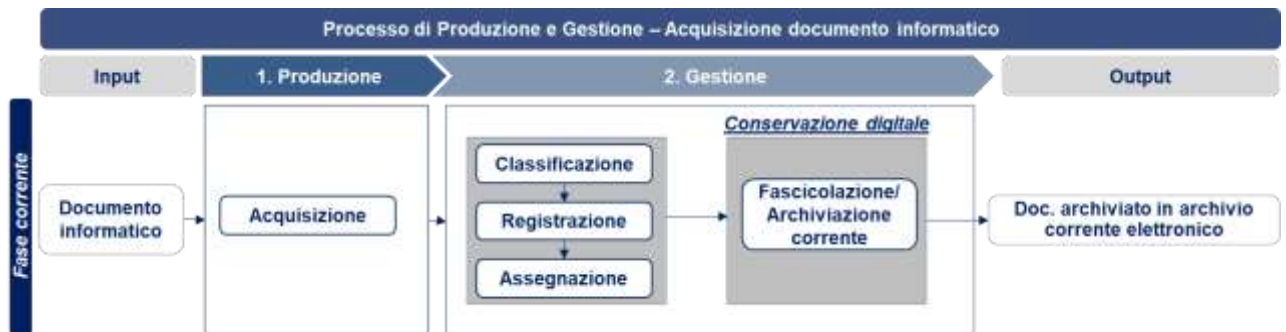 Processo di Produzione e Gestione – Acquisizione documento informatico
Input
1. Produzione
2. Gestione
Output
Fase corrente
Documento
informatico
Acquisizione
Classificazione
Registrazione
Assegnazione
Conservazione digitale
Fascicolazione/
Archiviazione
corrente
Doc. archiviato in archivio
corrente elettronico